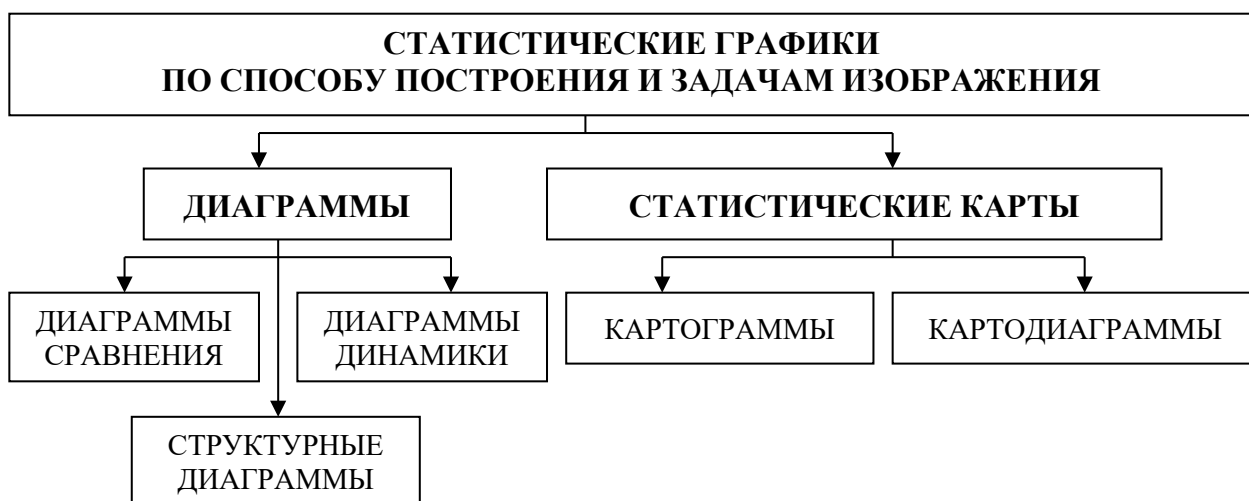 СТАТИСТИЧЕСКИЕ ГРАФИКИ
ПО СПОСОБУ ПОСТРОЕНИЯ И ЗАДАЧАМ ИЗОБРАЖЕНИЯ
ДИАГРАММЫ
СТАТИСТИЧЕСКИЕ КАРТЫ
ДИАГРАММЫ
СРАВНЕНИЯ
ДИАГРАММЫ
ДИНАМИКИ
КАРТОГРАММЫ
КАРТОДИАГРАММЫ
СТРУКТУРНЫЕ
ДИАГРАММЫ